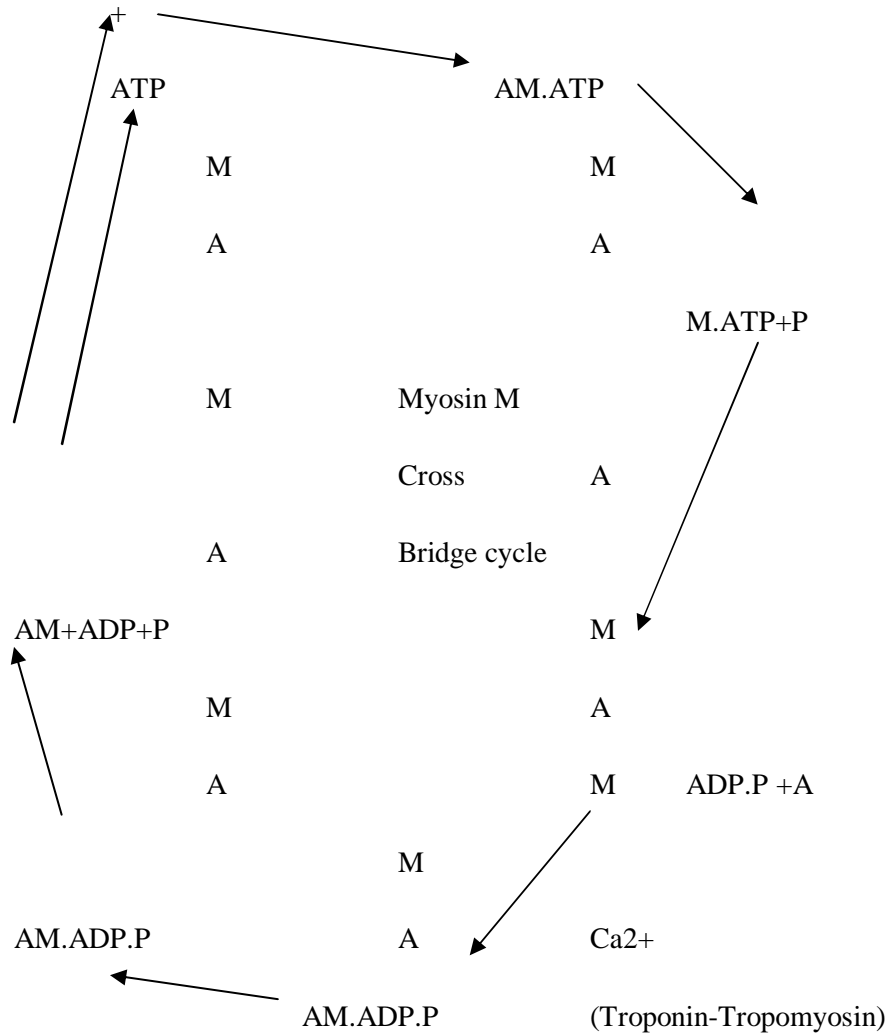 +
ATP AM.ATP
M M
A A
M.ATP+P
M Myosin M
Cross A
A Bridge cycle
AM+ADP+P M
M A
A M ADP.P +A
M
AM.ADP.P A Ca2+
AM.ADP.P (Troponin-Tropomyosin)